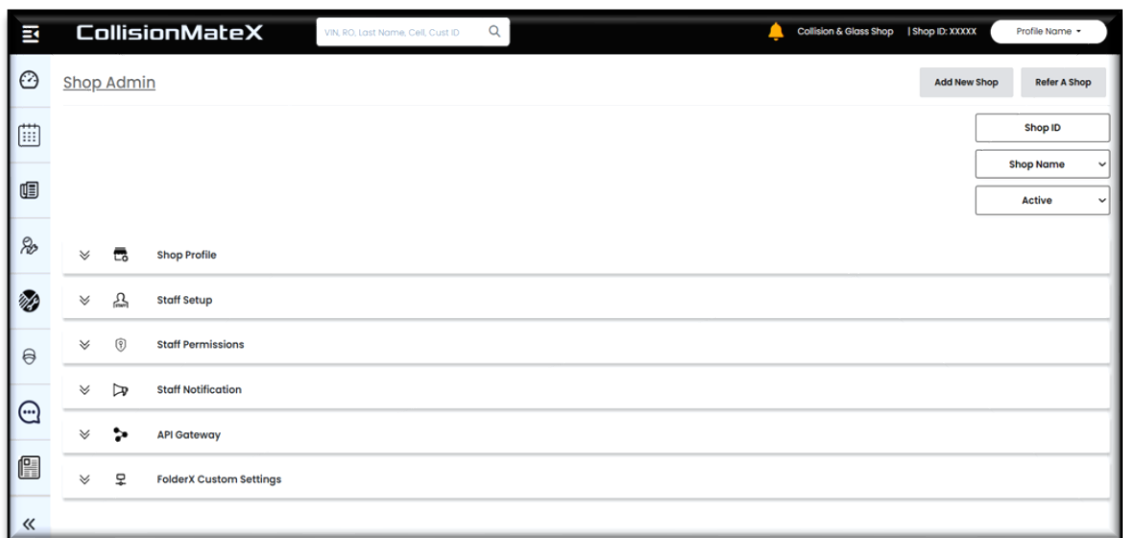 CollisionMateX
VIN, RO, Last Name, Cell, Cust ID
Collision & Glass Shop | Shop ID: XXXXX
Profile Name
Shop Admin
Add New Shop
Refer A Shop
Shop ID
Shop Name
Active
Shop Profile
Staff Setup
Staff Permissions
Staff Notification
API Gateway
FolderX Custom Settings